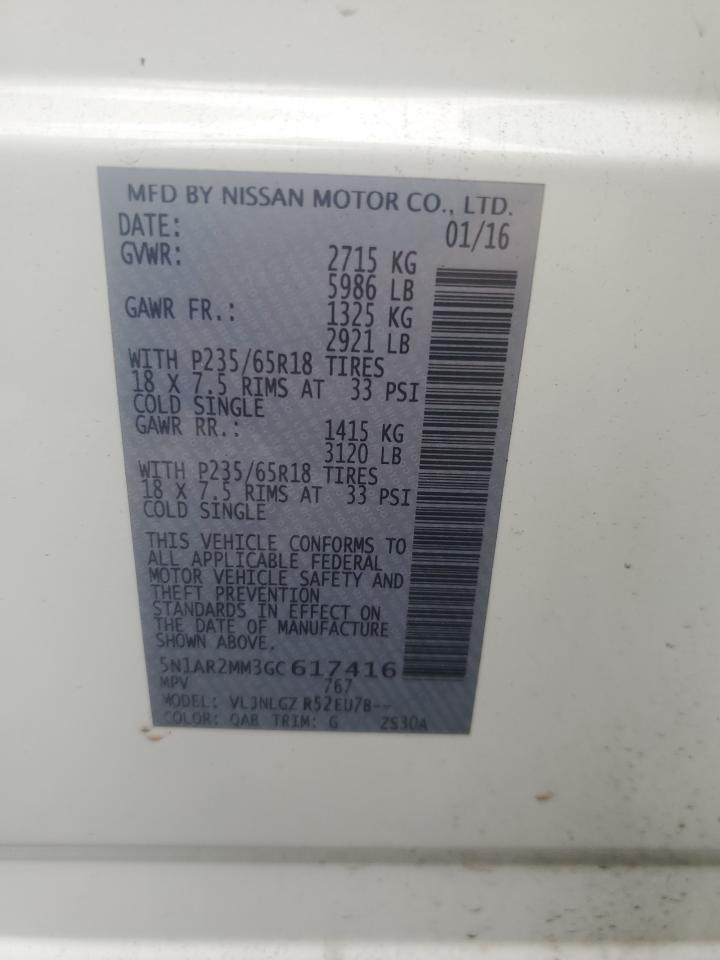 MFD BY NISSAN MOTOR CO., LTD.
DATE: 01/16
GVWR: 2715 KG
5986 LB
GAWR FR.: 1325 KG
2921 LB
WITH P235/65R18 TIRES
18 X 7.5 RIMS AT 33 PSI
COLD SINGLE
GAWR RR.: 1415 KG
3120 LB
WITH P235/65R18 TIRES
18 X 7.5 RIMS AT 33 PSI
COLD SINGLE
THIS VEHICLE CONFORMS TO
ALL APPLICABLE FEDERAL
MOTOR VEHICLE SAFETY AND
THEFT PREVENTION
STANDARDS IN EFFECT ON
THE DATE OF MANUFACTURE
SHOWN ABOVE.
5N1AR2MM3GC 617416
MPV 767
MODEL: VL3NLGZ R52EU7B--
COLOR: QAB TRIM: G ZS30A